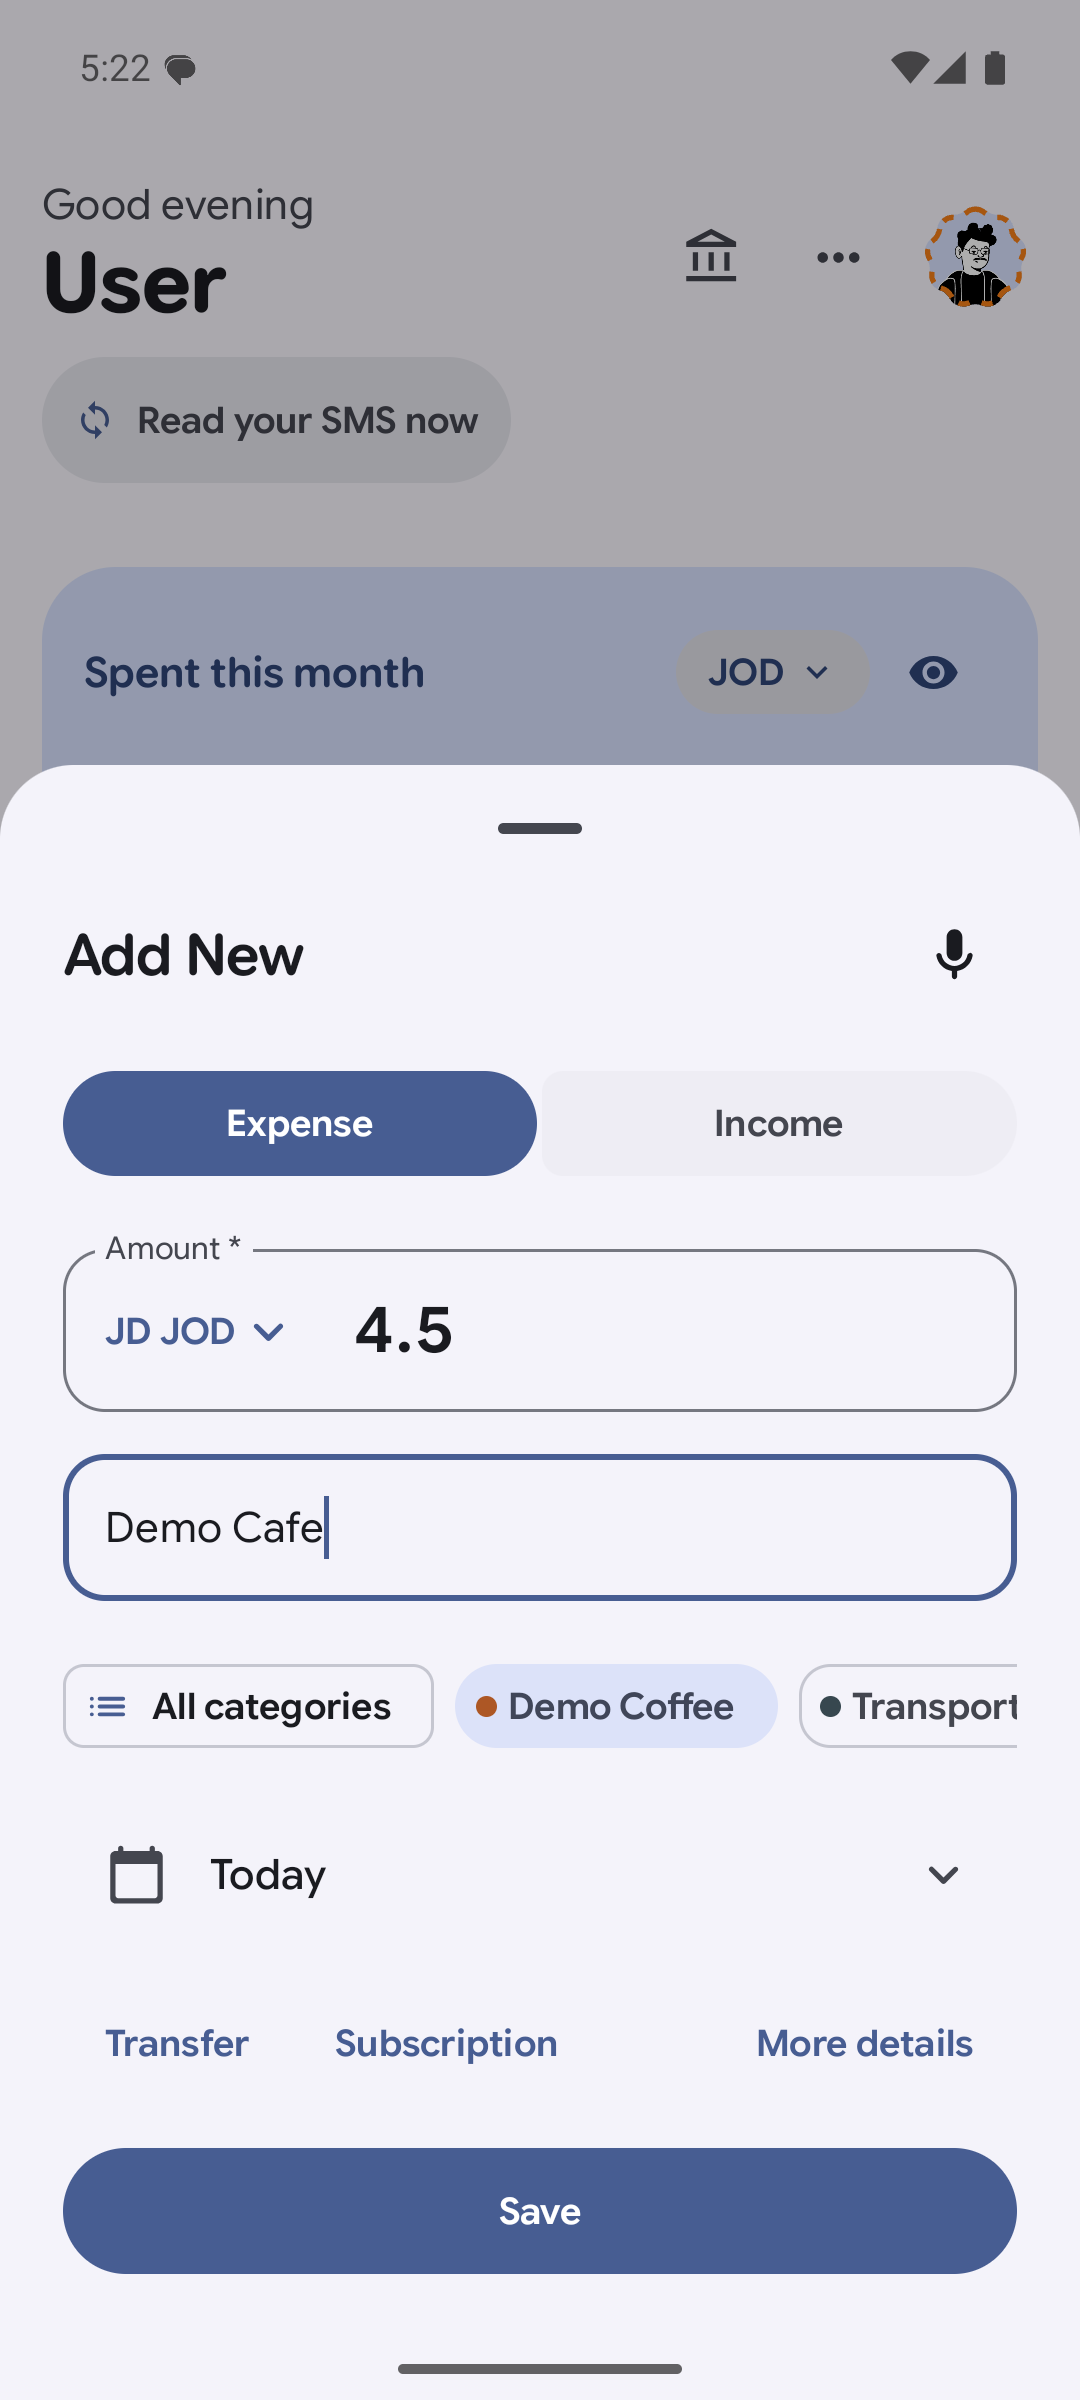 5:22
Good evening
User
Read your SMS now
Spent this month
JOD
Add New
Expense
Income
Amount *
JD JOD
4.5
Demo Cafe
All categories
Demo Coffee
Transport
Today
Transfer
Subscription
More details
Save